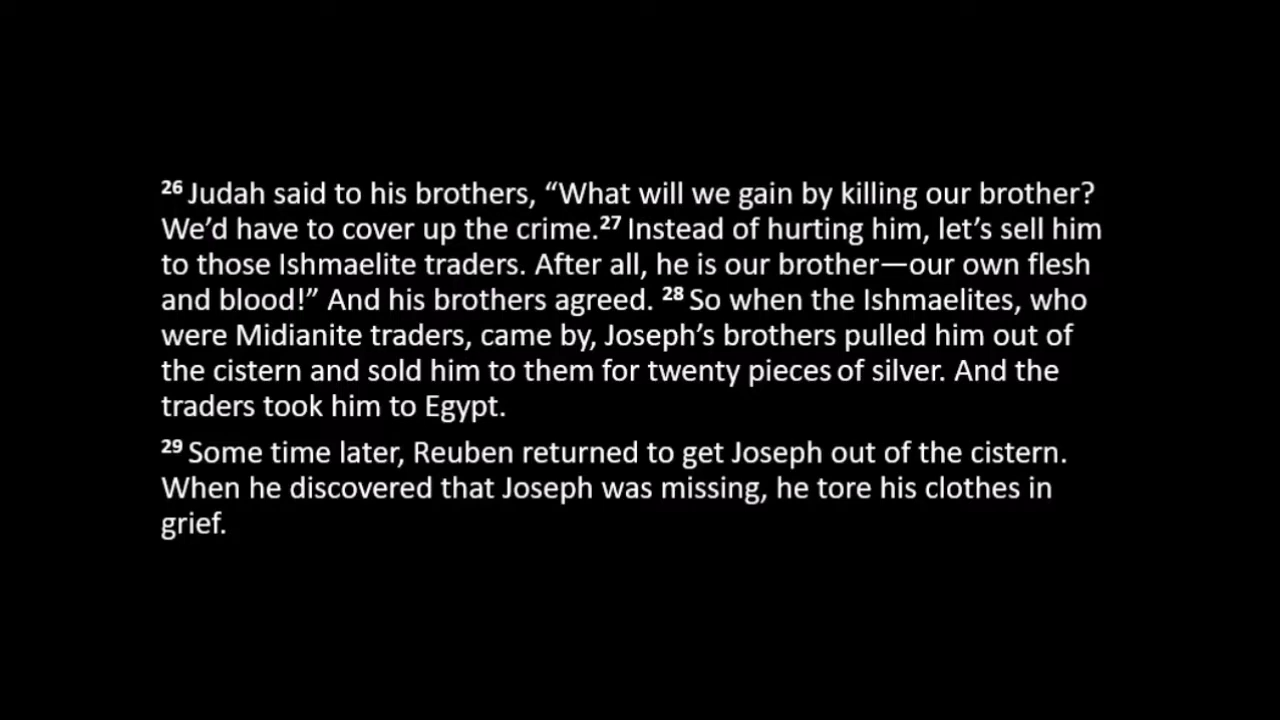 26 Judah said to his brothers, “What will we gain by killing our brother?
We’d have to cover up the crime.27 Instead of hurting him, let’s sell him
to those Ishmaelite traders. After all, he is our brother—our own flesh
and blood!” And his brothers agreed. 28 So when the Ishmaelites, who
were Midianite traders, came by, Joseph’s brothers pulled him out of
the cistern and sold him to them for twenty pieces of silver. And the
traders took him to Egypt.
29 Some time later, Reuben returned to get Joseph out of the cistern.
When he discovered that Joseph was missing, he tore his clothes in
grief.